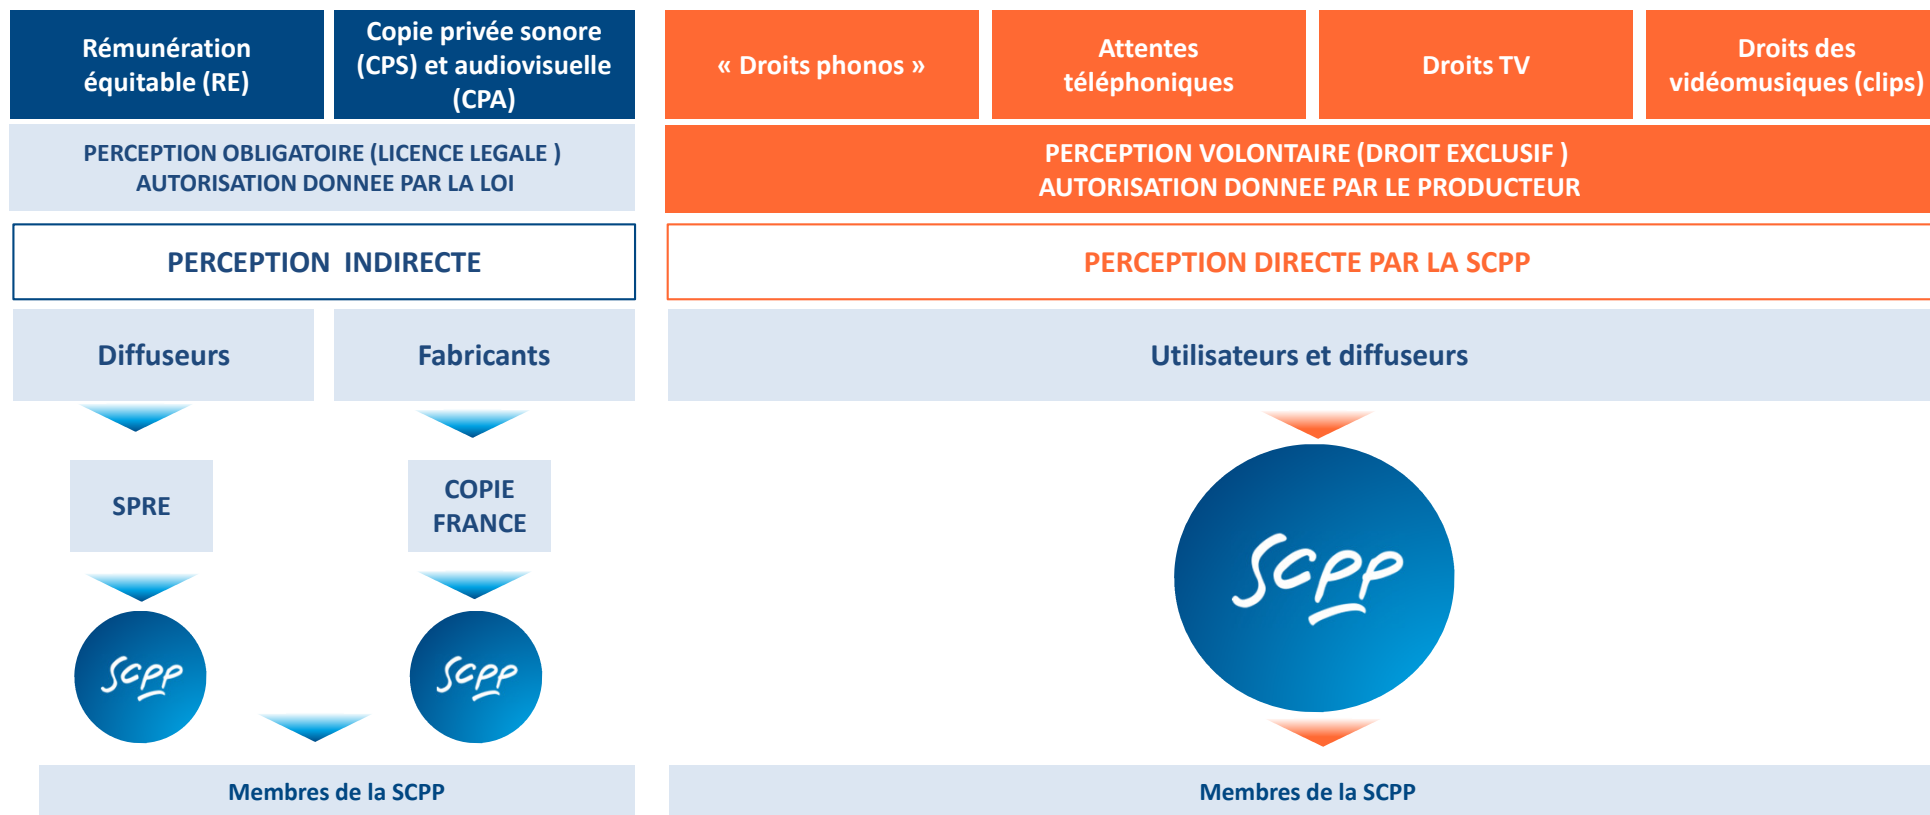 Rémunération
équitable (RE)
Copie privée sonore
(CPS) et audiovisuelle
(CPA)
« Droits phonos »
Attentes
téléphoniques
Droits TV
Droits des
vidéomusiques (clips)
PERCEPTION OBLIGATOIRE (LICENCE LEGALE )
AUTORISATION DONNEE PAR LA LOI
PERCEPTION VOLONTAIRE (DROIT EXCLUSIF )
AUTORISATION DONNEE PAR LE PRODUCTEUR
PERCEPTION INDIRECTE
PERCEPTION DIRECTE PAR LA SCPP
Diffuseurs
Fabricants
Utilisateurs et diffuseurs
SPRE
COPIE
FRANCE
scpp
scpp
scpp
Membres de la SCPP
Membres de la SCPP